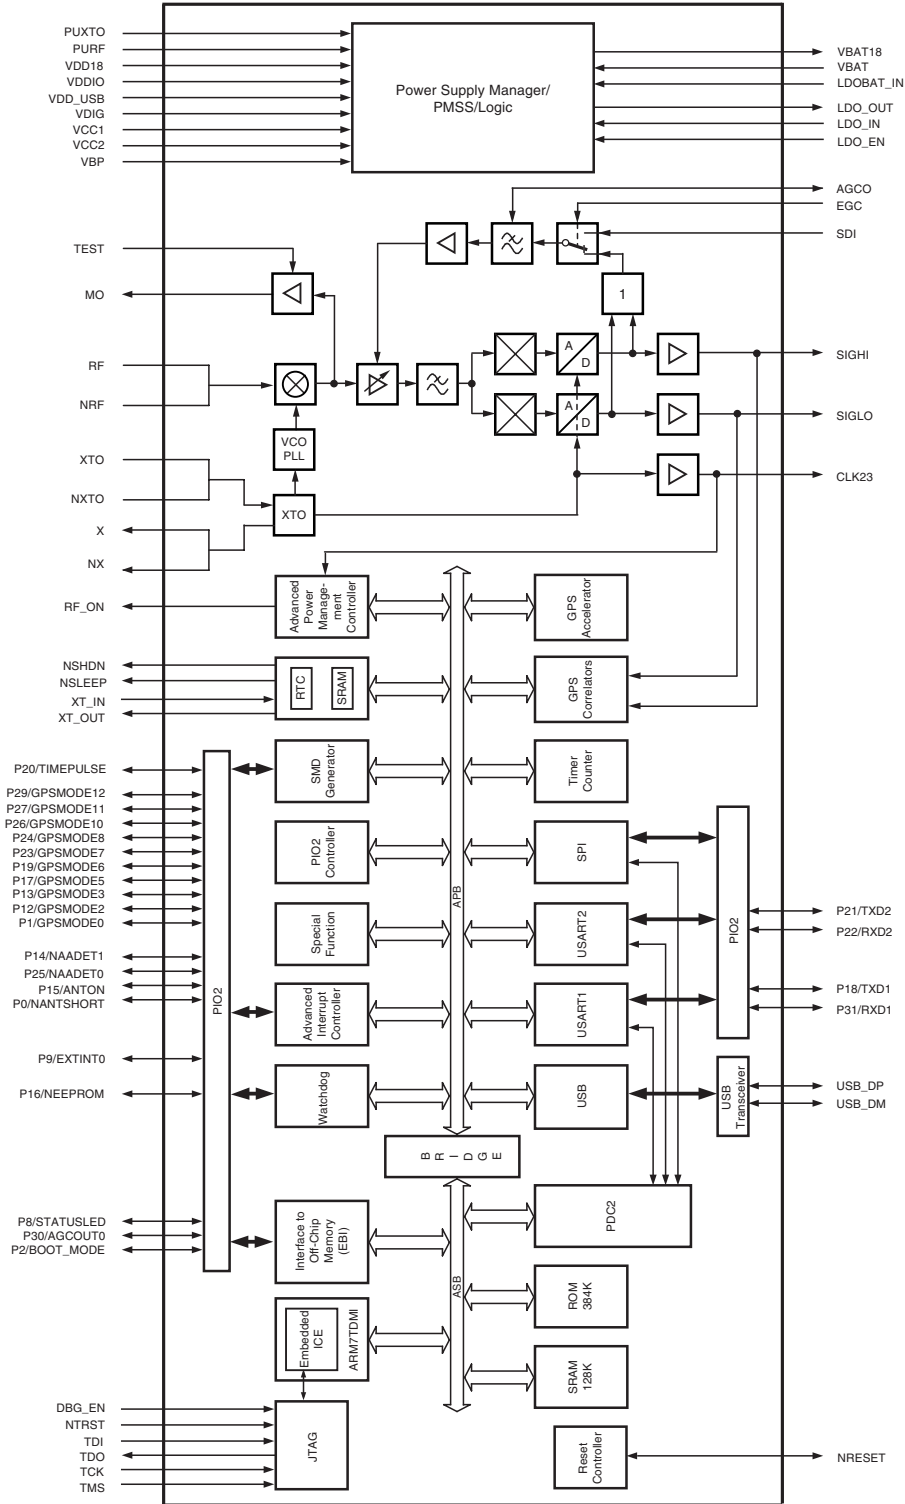 PUXTO
PURF
VDD18
VDDIO
VDD_USB
VDIG
VCC1
VCC2
VBP
Power Supply Manager/
PMSS/Logic
VBAT18
VBAT
LDOBAT_IN
LDO_OUT
LDO_IN
LDO_EN
AGCO
EGC
SDI
TEST
MO
1
RF
NRF
A
D
A
D
SIGHI
SIGLO
VCO
PLL
XTO
NXTO
X
NX
XTO
CLK23
RF_ON
Advanced
Power
Manage-
ment
Controller
GPS
Accelerator
NSHDN
NSLEEP
XT_IN
XT_OUT
RTC
SRAM
GPS
Correlators
P20/TIMEPULSE
P29/GPSMODE12
P27/GPSMODE11
P26/GPSMODE10
P24/GPSMODE8
P23/GPSMODE7
P19/GPSMODE6
P17/GPSMODE5
P13/GPSMODE3
P12/GPSMODE2
P1/GPSMODE0
P14/NAADET1
P25/NAADET0
P15/ANTON
P0/NANTSHORT
P9/EXTINT0
P16/NEEPROM
P8/STATUSLED
P30/AGCOUT0
P2/BOOT_MODE
PIO2
SMD
Generator
PIO2
Controller
Special
Function
Advanced
Interrupt
Controller
Watchdog
APB
Timer
Counter
SPI
USART2
USART1
USB
PIO2
P21/TXD2
P22/RXD2
P18/TXD1
P31/RXD1
USB
Transceiver
USB_DP
USB_DM
BRIDGE
Interface to
Off-Chip
Memory
(EBI)
PDC2
ASB
ROM
384K
Embedded
ICE
ARM7TDMI
SRAM
128K
DBG_EN
NTRST
TDI
TDO
TCK
TMS
JTAG
Reset
Controller
NRESET